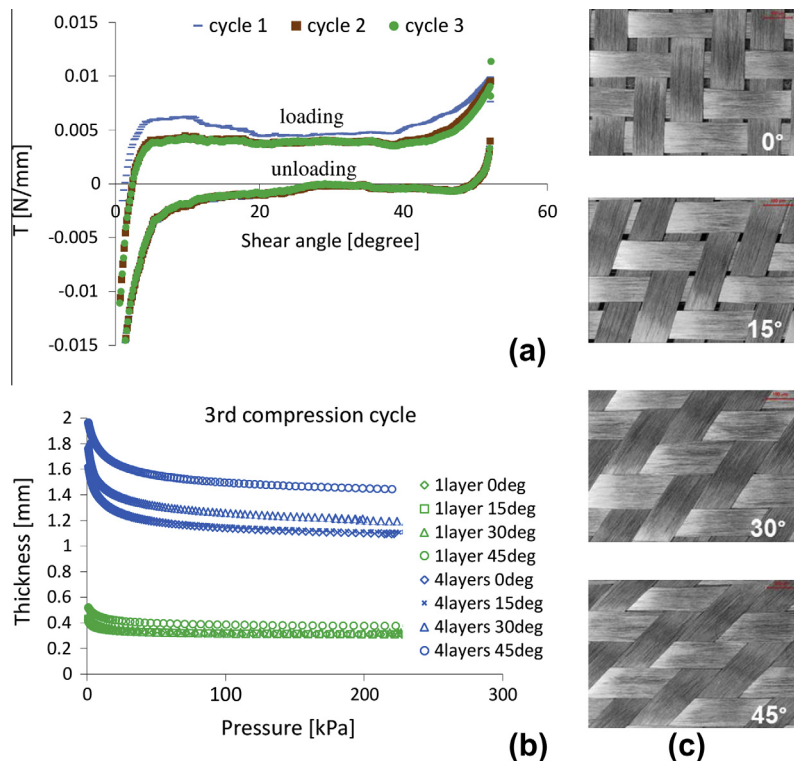 0.015
cycle 1 cycle 2 cycle 3
0.01
loading
0.005
unloading
0
0 20 40 60
Shear angle [degree]
-0.005
-0.01
-0.015
T [N/mm]
(a)
2
3rd compression cycle
1.8
1.6
1.4
1.2
1
0.8
0.6
0.4
0.2
0
Thickness [mm]
1layer 0deg
1layer 15deg
1layer 30deg
1layer 45deg
4layers 0deg
4layers 15deg
4layers 30deg
4layers 45deg
0 100 200 300
Pressure [kPa]
(b)
0°
15°
30°
45°
(c)